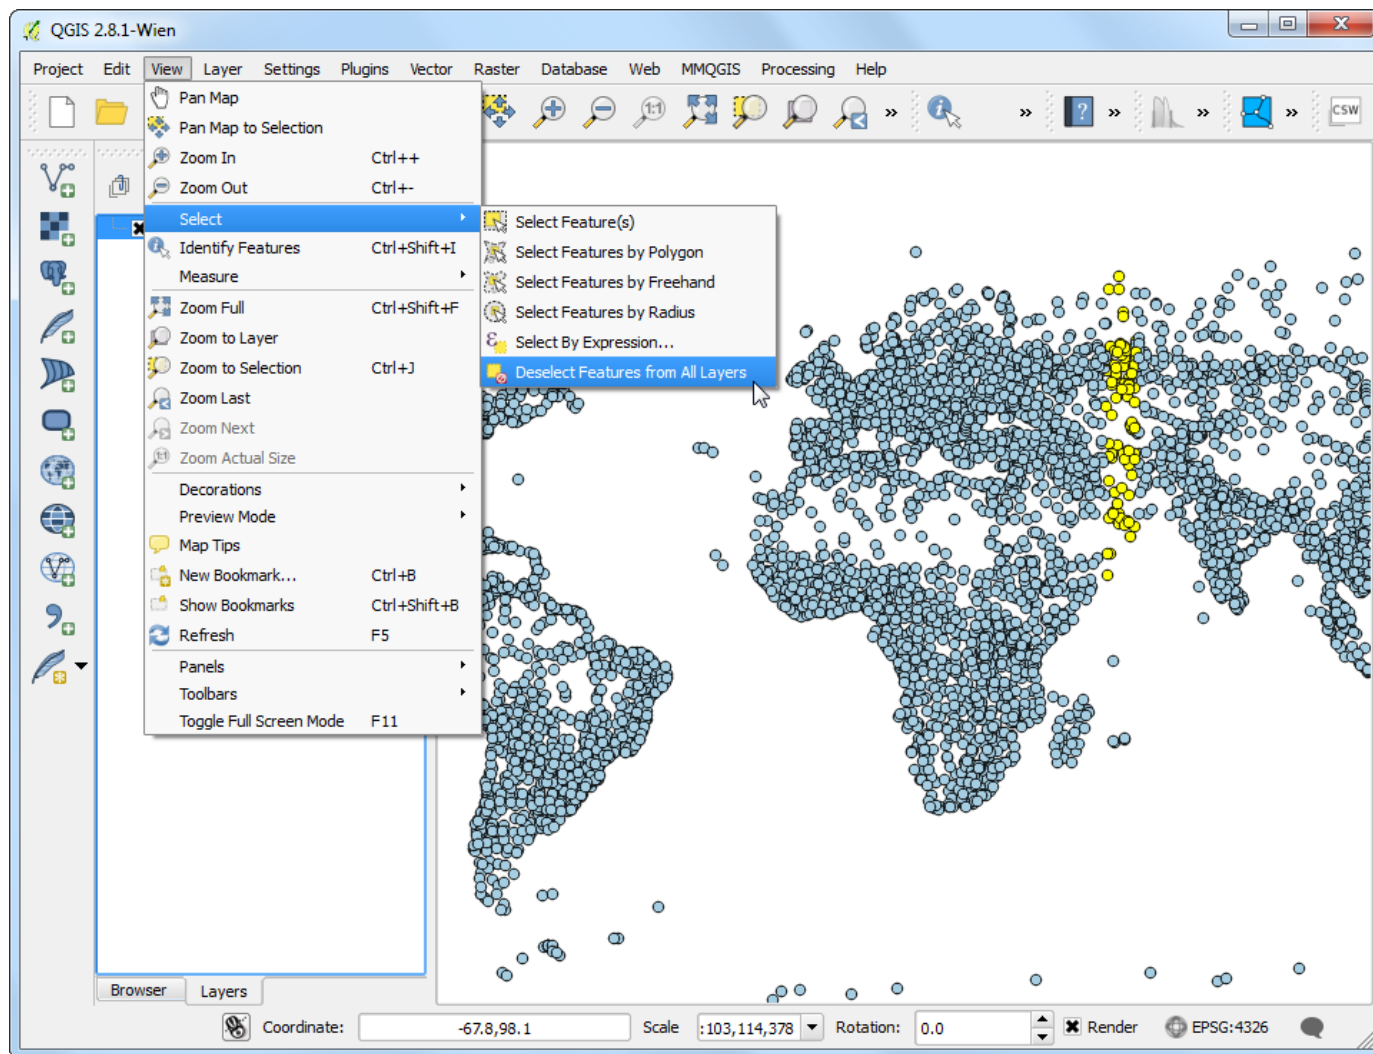 QGIS 2.8.1-Wien
Project Edit View Layer Settings Plugins Vector Raster Database Web MMQGIS Processing Help
Pan Map
Pan Map to Selection
Zoom In Ctrl++
Zoom Out Ctrl+-
Select
Identify Features Ctrl+Shift+I
Measure
Zoom Full Ctrl+Shift+F
Zoom to Layer
Zoom to Selection Ctrl+J
Zoom Last
Zoom Next
Zoom Actual Size
Decorations
Preview Mode
Map Tips
New Bookmark... Ctrl+B
Show Bookmarks Ctrl+Shift+B
Refresh F5
Panels
Toolbars
Toggle Full Screen Mode F11
Select Feature(s)
Select Features by Polygon
Select Features by Freehand
Select Features by Radius
Select By Expression...
Deselect Features from All Layers
1:1
CSW
Browser Layers
Coordinate: -67.8,98.1 Scale :103,114,378 Rotation: 0.0 Render EPSG:4326